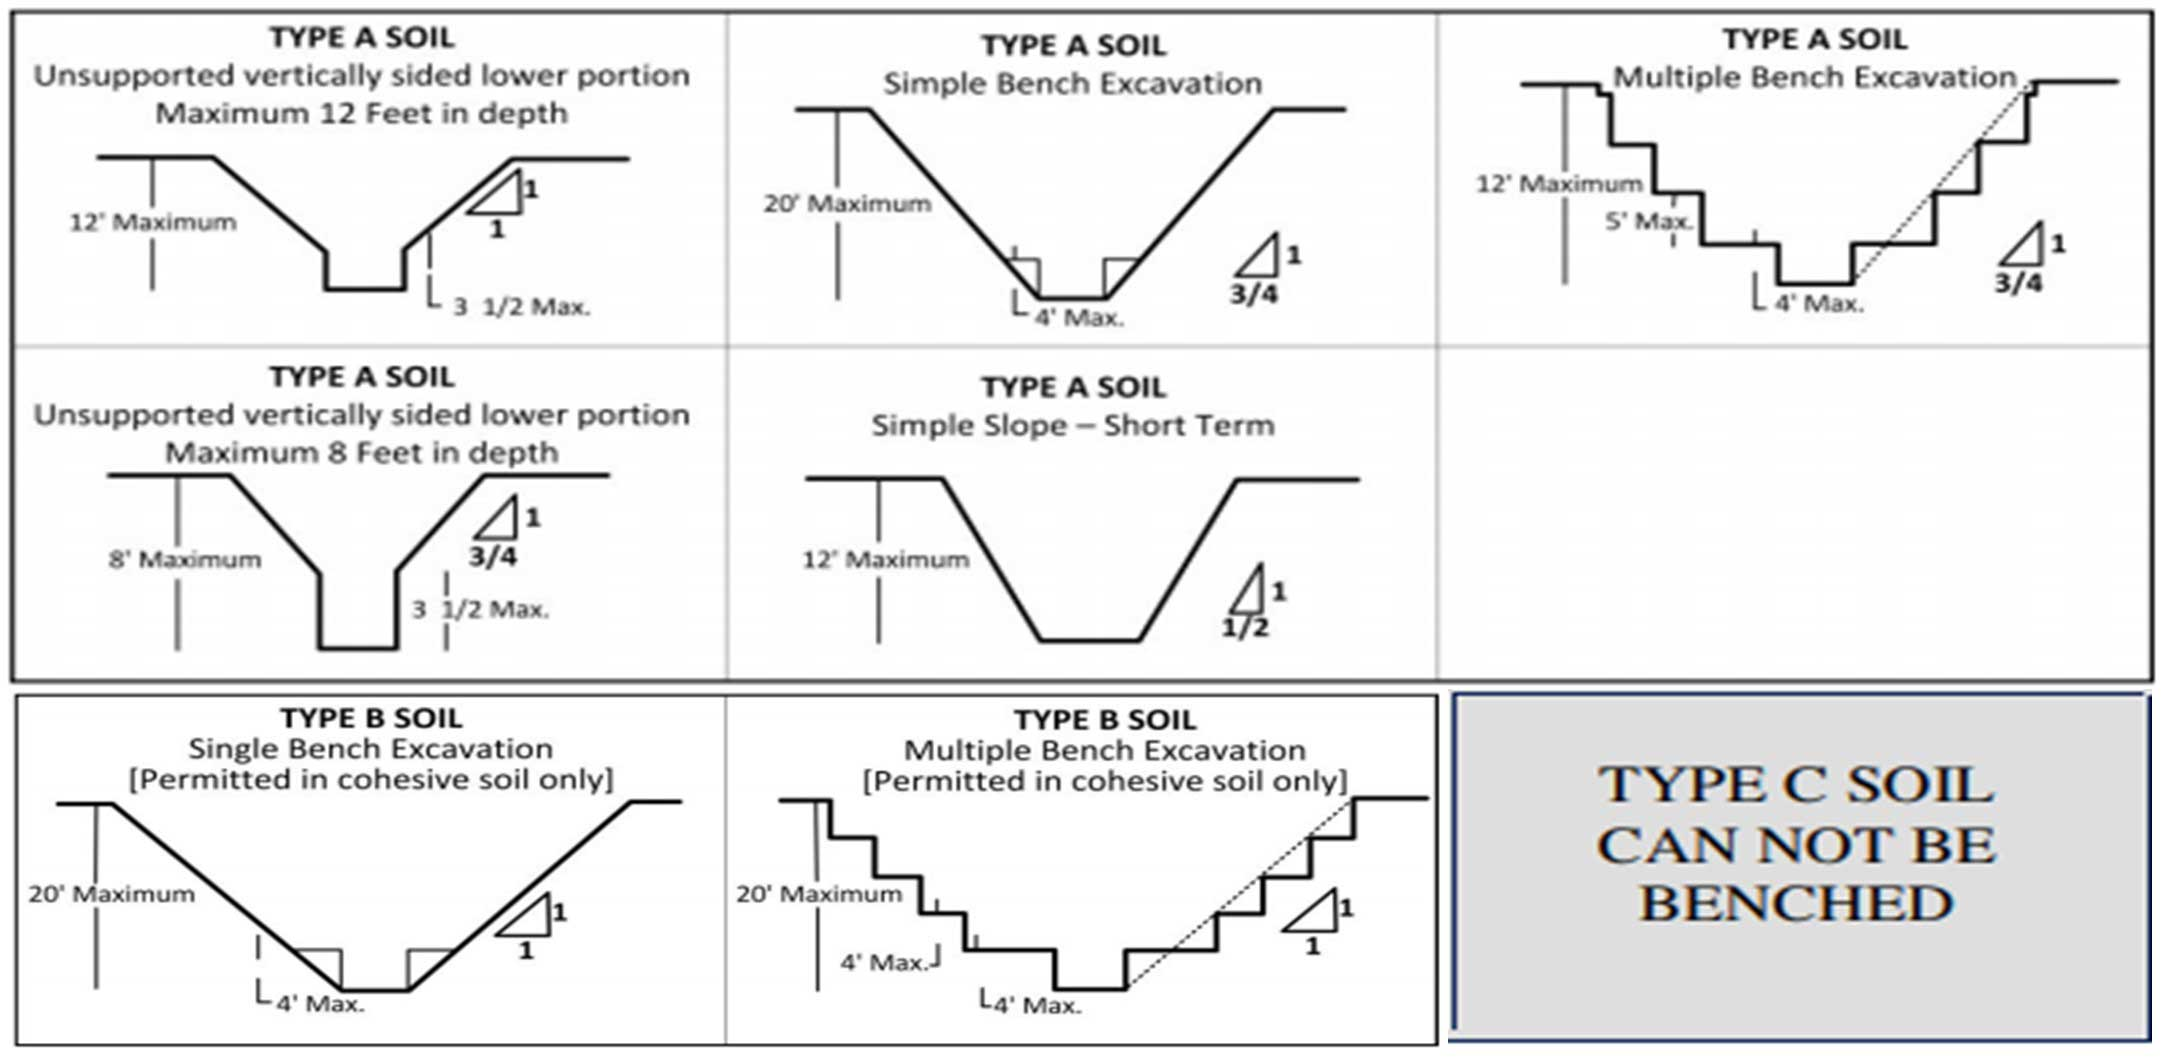 TYPE A SOIL
Unsupported vertically sided lower portion
Maximum 12 Feet in depth
12' Maximum
1
1
3 1/2 Max.
TYPE A SOIL
Simple Bench Excavation
20' Maximum
1
3/4
4' Max.
TYPE A SOIL
Multiple Bench Excavation
12' Maximum
5' Max.
1
3/4
4' Max.
TYPE A SOIL
Unsupported vertically sided lower portion
Maximum 8 Feet in depth
8' Maximum
1
3/4
3 1/2 Max.
TYPE A SOIL
Simple Slope – Short Term
12' Maximum
1
1/2
TYPE B SOIL
Single Bench Excavation
[Permitted in cohesive soil only]
20' Maximum
1
1
4' Max.
TYPE B SOIL
Multiple Bench Excavation
[Permitted in cohesive soil only]
20' Maximum
4' Max.
1
1
4' Max.
TYPE C SOIL
CAN NOT BE
BENCHED